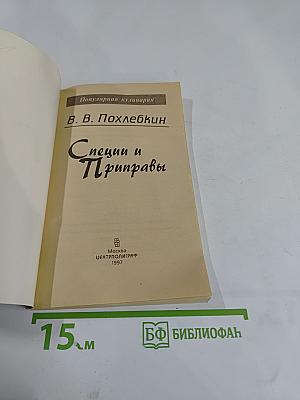 Популярная кулинария
В. В. Похлебкин
Специи и
Приправы
Москва
ЦЕНТРПОЛИГРАФ
1997
15см
БФ БИБЛИОФАН